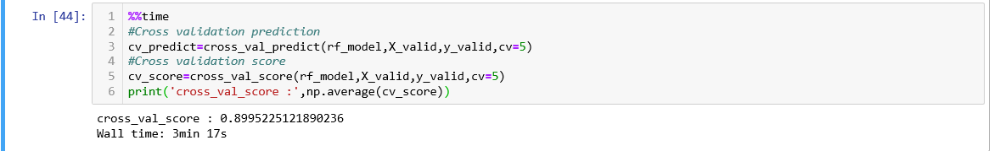 In [44]:
1 %%time
2 #Cross validation prediction
3 cv_predict=cross_val_predict(rf_model,X_valid,y_valid,cv=5)
4 #Cross validation score
5 cv_score=cross_val_score(rf_model,X_valid,y_valid,cv=5)
6 print('cross_val_score :',np.average(cv_score))
cross_val_score : 0.8995225121890236
Wall time: 3min 17s